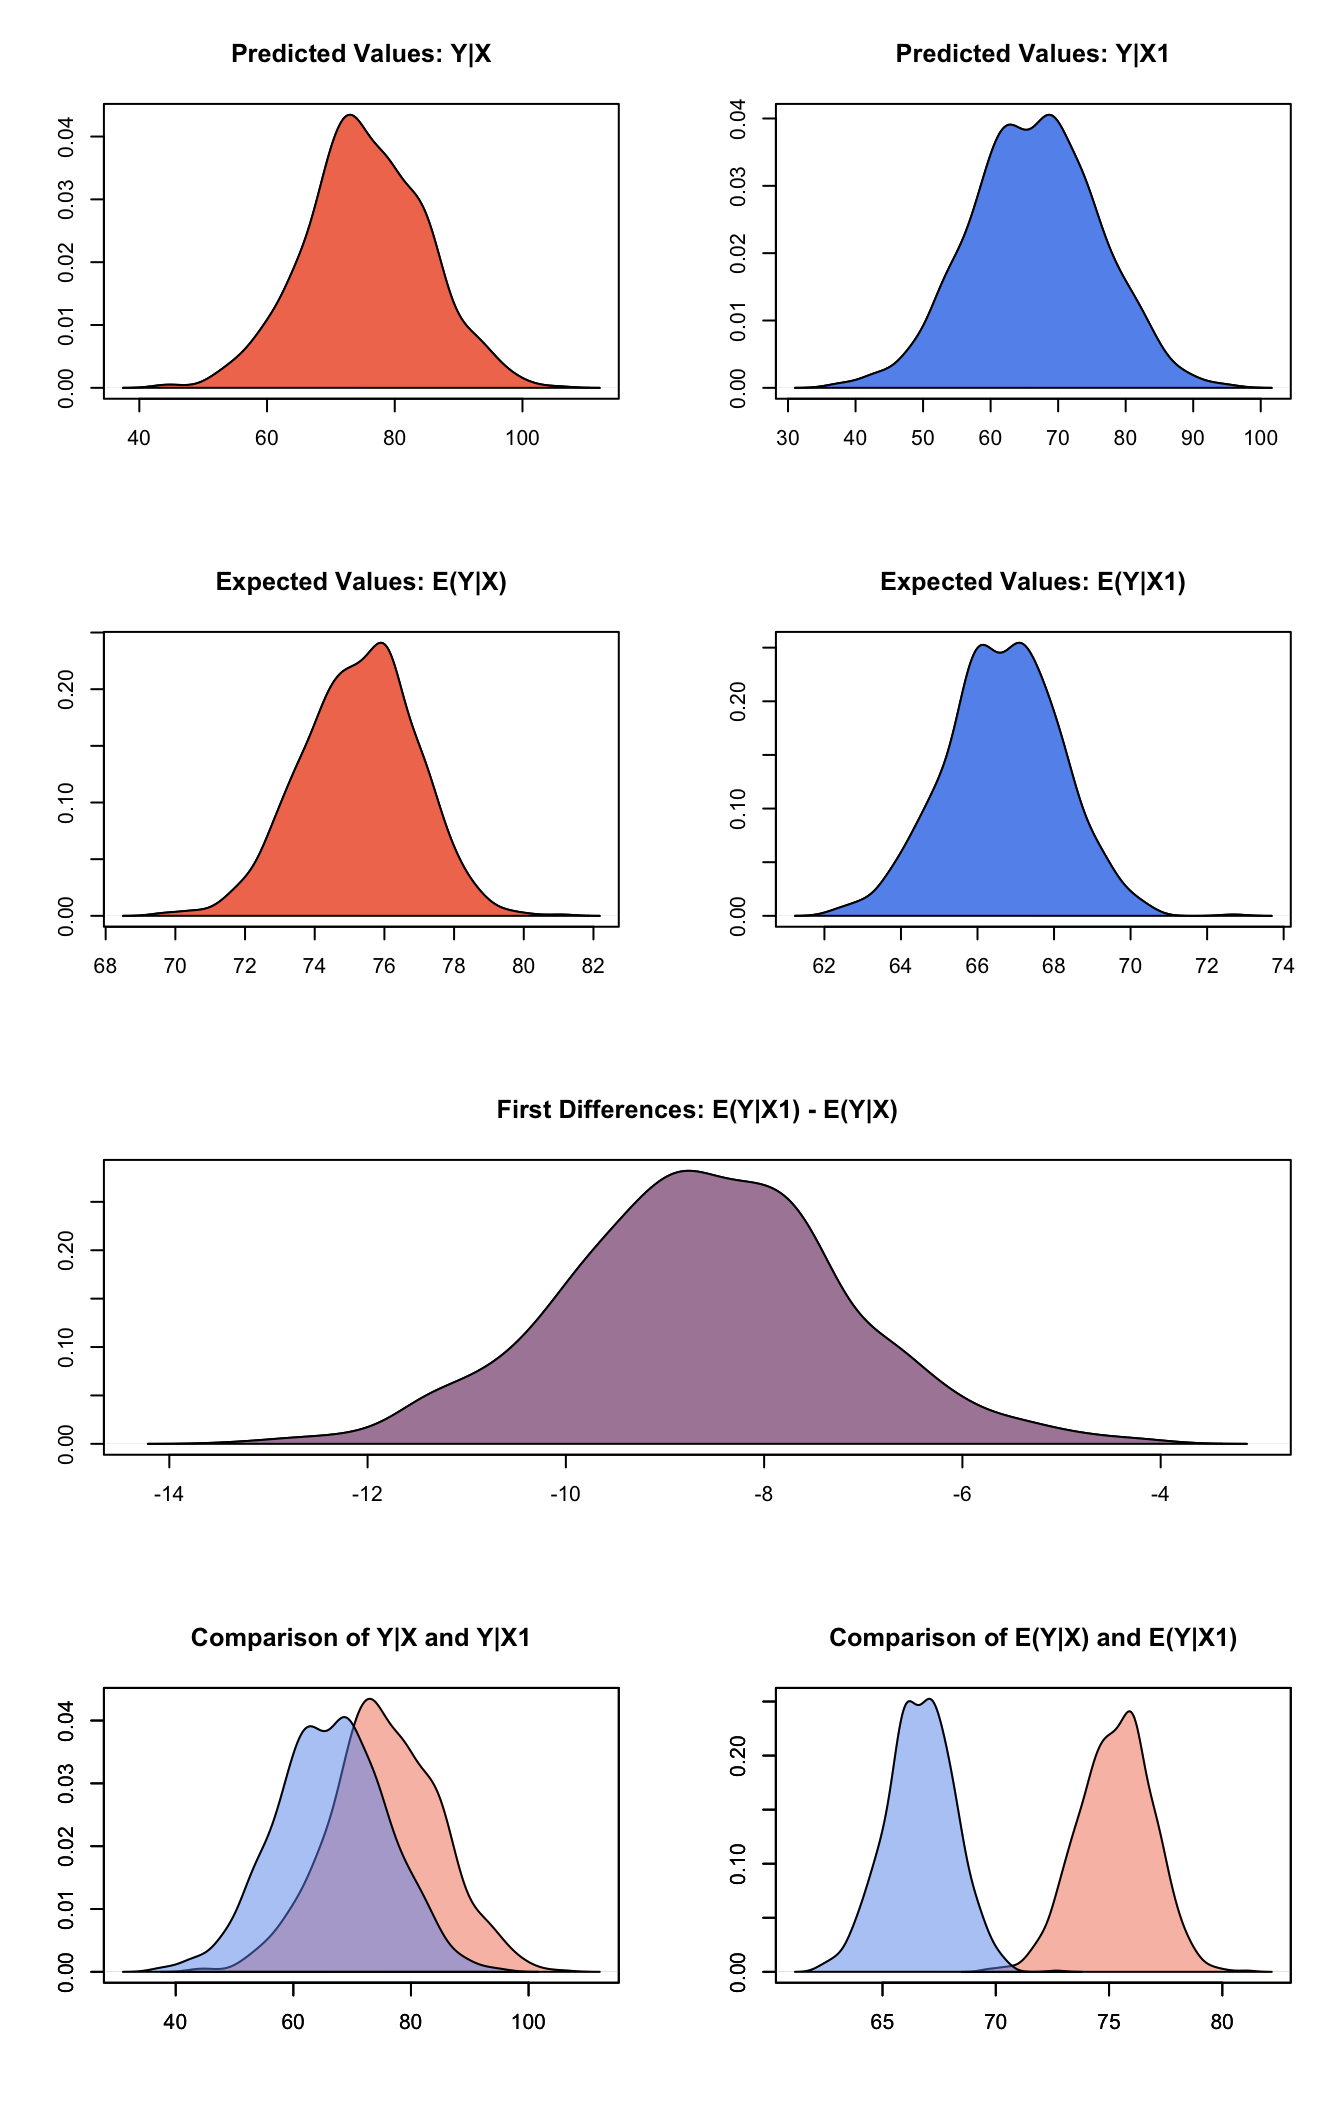 Predicted Values: Y|X
0.00 0.01 0.02 0.03 0.04
40 60 80 100
Predicted Values: Y|X1
0.00 0.01 0.02 0.03 0.04
30 40 50 60 70 80 90 100
Expected Values: E(Y|X)
0.00 0.10 0.20
68 70 72 74 76 78 80 82
Expected Values: E(Y|X1)
0.00 0.10 0.20
62 64 66 68 70 72 74
First Differences: E(Y|X1) - E(Y|X)
0.00 0.10 0.20
-14 -12 -10 -8 -6 -4
Comparison of Y|X and Y|X1
0.00 0.01 0.02 0.03 0.04
40 60 80 100
Comparison of E(Y|X) and E(Y|X1)
0.00 0.10 0.20
65 70 75 80